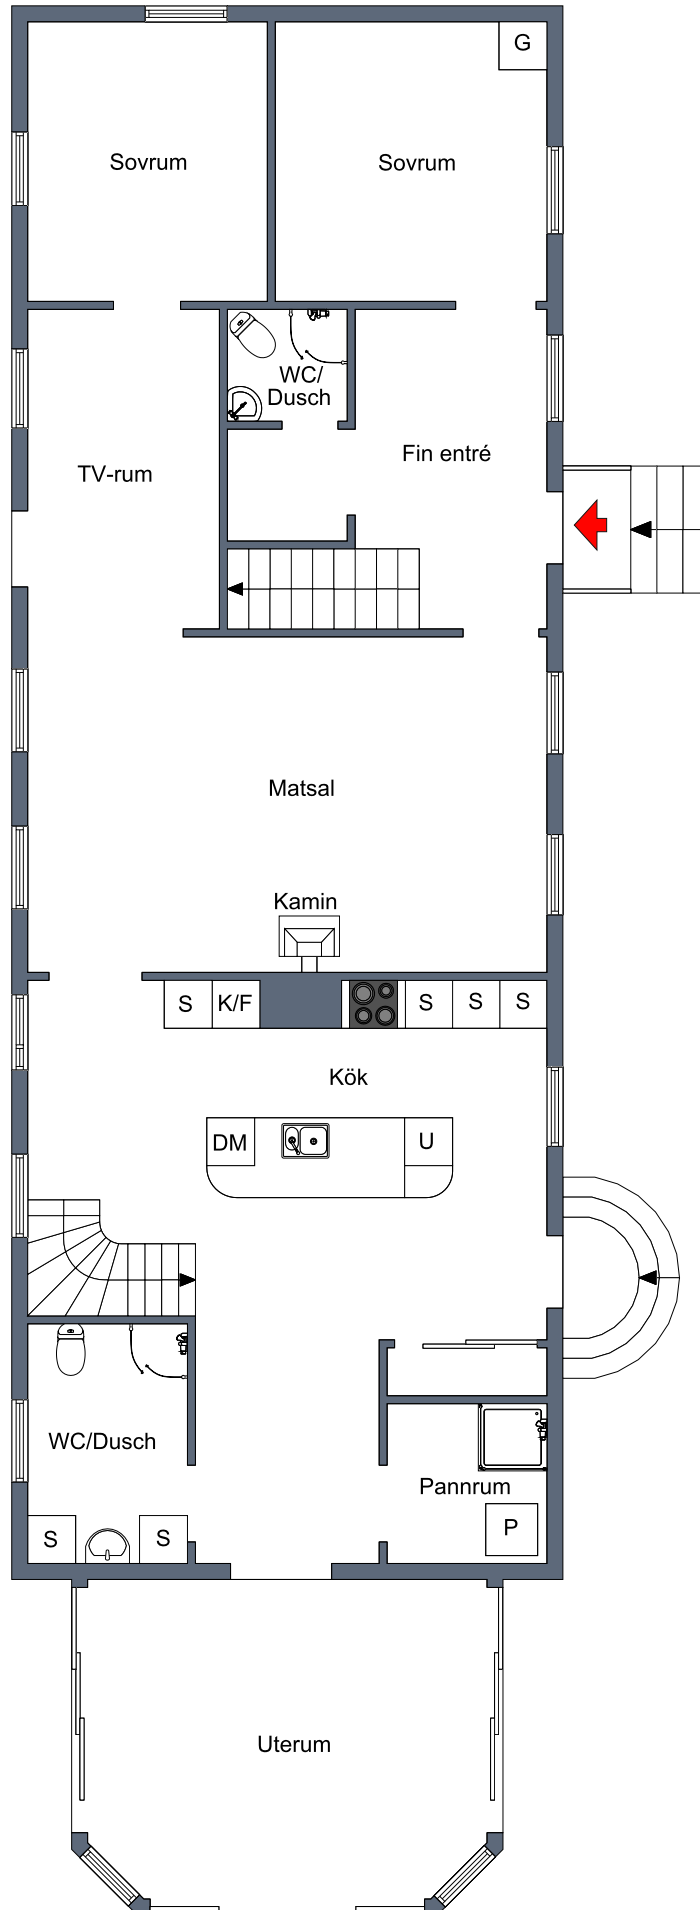 G
Sovrum
Sovrum
WC/
Dusch
Fin entré
TV-rum
Matsal
Kamin
S
K/F
S
S
S
Kök
DM
U
WC/Dusch
Pannrum
P
S
S
Uterum